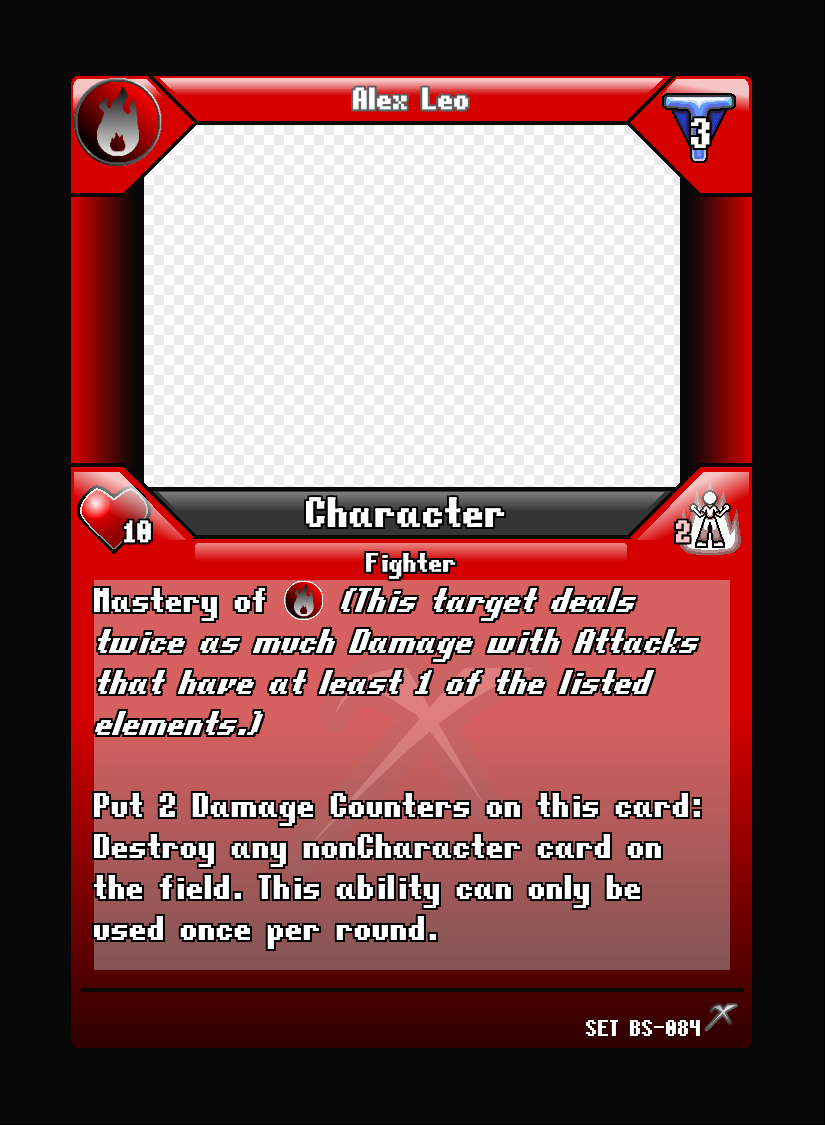 Alex Leo
3
Character
10
2
Fighter
Mastery of (This target deals
twice as much Damage with Attacks
that have at least 1 of the listed
elements.)
Put 2 Damage Counters on this card:
Destroy any nonCharacter card on
the field. This ability can only be
used once per round.
SET BS-084